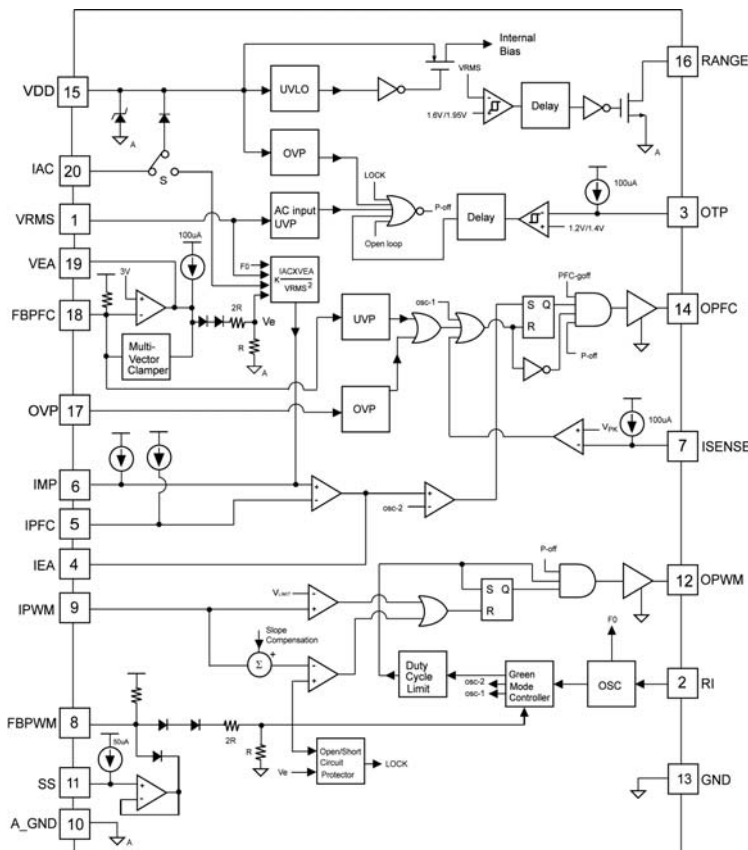 Internal
Bias
16
RANGE
VDD
15
UVLO
VRMS
1.6V/1.95V
Delay
A
A
IAC
20
S
OVP
LOCK
P-off
Open loop
100uA
3
OTP
Delay
1.2V/1.4V
VRMS
1
AC input
UVP
VEA
19
100uA
3V
F0
K
IACXVEA
VRMS2
FBPFC
18
Multi-
Vector
Clamper
2R
Ve
R
A
UVP
osc-1
S
Q
R
PFC-goff
P-off
14
OPFC
OVP
17
OVP
VPK
100uA
7
ISENSE
IMP
6
IPFC
5
osc-2
IEA
4
P-off
12
OPWM
IPWM
9
VLIMIT
S
Q
R
Slope
Compensation
Σ
F0
Duty
Cycle
Limit
osc-2
osc-1
Green
Mode
Controller
OSC
2
RI
FBPWM
8
2R
R
50uA
Open/Short
Circuit
Protector
LOCK
Ve
SS
11
13
GND
A_GND
10
A